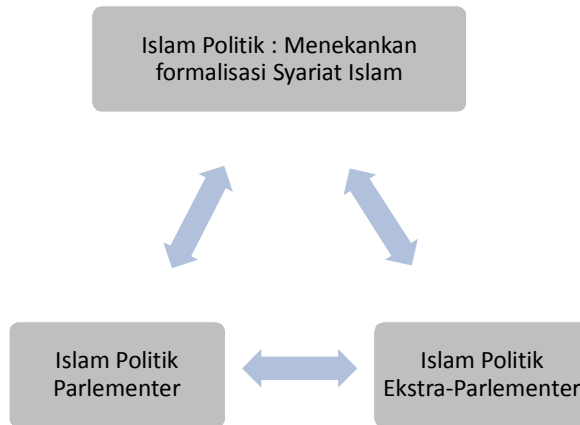 Islam Politik : Menekankan
formalisasi Syariat Islam
Islam Politik
Parlementer
Islam Politik
Ekstra-Parlementer